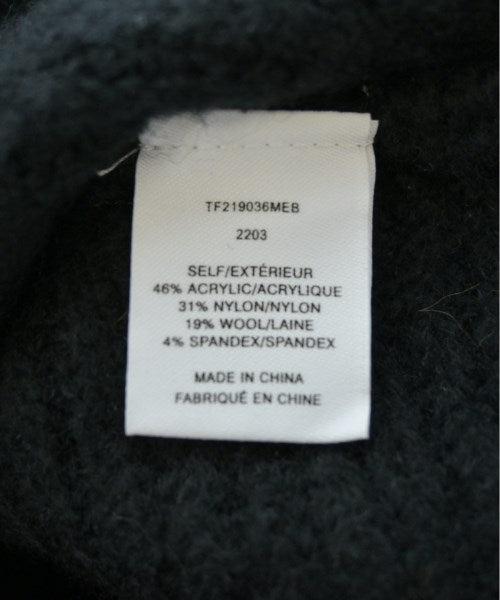 TF219036MEB
2203
SELF/EXTÉRIEUR
46% ACRYLIC/ACRYLIQUE
31% NYLON/NYLON
19% WOOL/LAINE
4% SPANDEX/SPANDEX
MADE IN CHINA
FABRIQUÉ EN CHINE